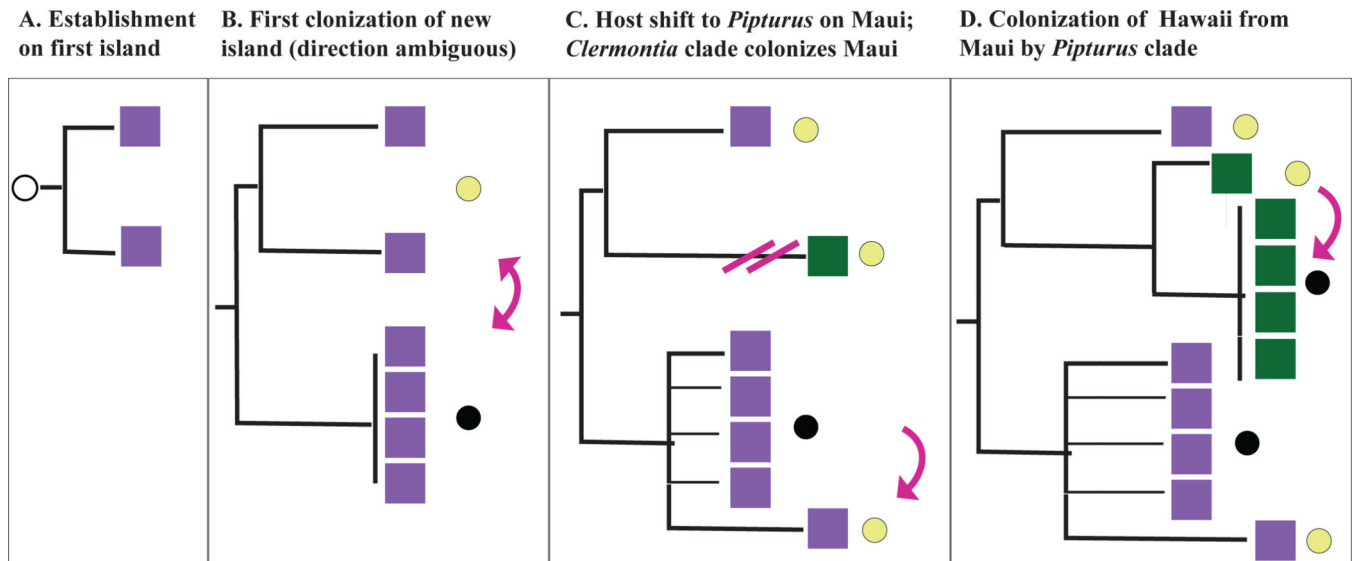 A. Establishment
on first island
B. First clonization of new
island (direction ambiguous)
C. Host shift to Pipturus on Maui;
Clermontia clade colonizes Maui
D. Colonization of Hawaii from
Maui by Pipturus clade